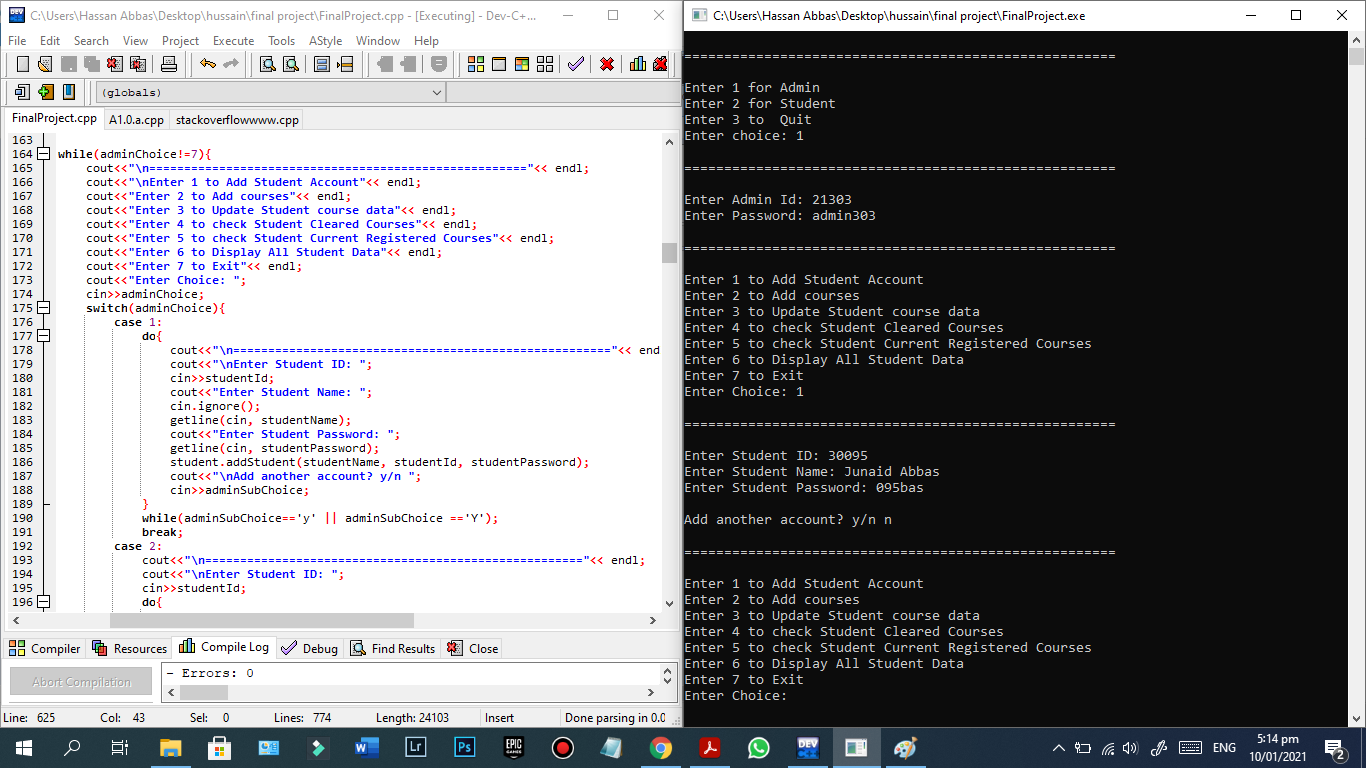 C:\Users\Hassan Abbas\Desktop\hussain\final project\FinalProject.cpp - [Executing] - Dev-C+...
File Edit Search View Project Execute Tools AStyle Window Help
(globals)
FinalProject.cpp A1.0.a.cpp stackoverflowwww.cpp
163
164 while(adminChoice!=7){
165 cout<<"\n==============================================="<< endl;
166 cout<<"\nEnter 1 to Add Student Account"<< endl;
167 cout<<"Enter 2 to Add courses"<< endl;
168 cout<<"Enter 3 to Update Student course data"<< endl;
169 cout<<"Enter 4 to check Student Cleared Courses"<< endl;
170 cout<<"Enter 5 to check Student Current Registered Courses"<< endl;
171 cout<<"Enter 6 to Display All Student Data"<< endl;
172 cout<<"Enter 7 to Exit"<< endl;
173 cout<<"Enter Choice: ";
174 cin>>adminChoice;
175 switch(adminChoice){
176 case 1:
177 do{
178 cout<<"\n==============================================="<< end
179 cout<<"\nEnter Student ID: ";
180 cin>>studentId;
181 cout<<"Enter Student Name: ";
182 cin.ignore();
183 getline(cin, studentName);
184 cout<<"Enter Student Password: ";
185 getline(cin, studentPassword);
186 student.addStudent(studentName, studentId, studentPassword);
187 cout<<"\nAdd another account? y/n ";
188 cin>>adminSubChoice;
189 }
190 while(adminSubChoice=='y' || adminSubChoice =='Y');
191 break;
192 case 2:
193 cout<<"\n==============================================="<< endl;
194 cout<<"\nEnter Student ID: ";
195 cin>>studentId;
196 do{
Compiler Resources Compile Log Debug Find Results Close
Abort Compilation
- Errors: 0
Line: 625 Col: 43 Sel: 0 Lines: 774 Length: 24103 Insert Done parsing in 0.0
C:\Users\Hassan Abbas\Desktop\hussain\final project\FinalProject.exe
======================================================
Enter 1 for Admin
Enter 2 for Student
Enter 3 to  Quit
Enter choice: 1
======================================================
Enter Admin Id: 21303
Enter Password: admin303
======================================================
Enter 1 to Add Student Account
Enter 2 to Add courses
Enter 3 to Update Student course data
Enter 4 to check Student Cleared Courses
Enter 5 to check Student Current Registered Courses
Enter 6 to Display All Student Data
Enter 7 to Exit
Enter Choice: 1
======================================================
Enter Student ID: 30095
Enter Student Name: Junaid Abbas
Enter Student Password: 095bas
Add another account? y/n n
======================================================
Enter 1 to Add Student Account
Enter 2 to Add courses
Enter 3 to Update Student course data
Enter 4 to check Student Cleared Courses
Enter 5 to check Student Current Registered Courses
Enter 6 to Display All Student Data
Enter 7 to Exit
Enter Choice:
W Lr Ps EPIC GAMES DEV ENG 5:14 pm
10/01/2021 2